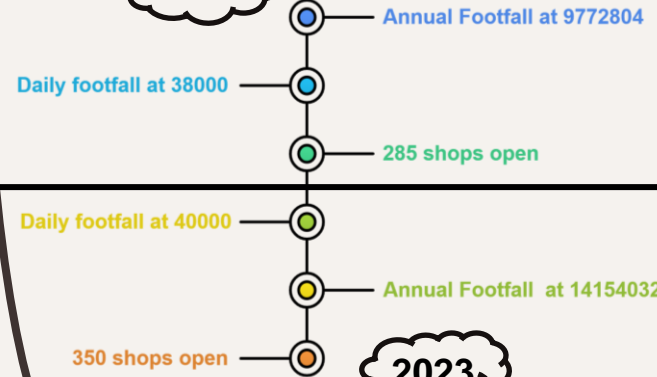 Annual Footfall at 9772804
Daily footfall at 38000
285 shops open
Daily footfall at 40000
Annual Footfall at 14154032
350 shops open
2023